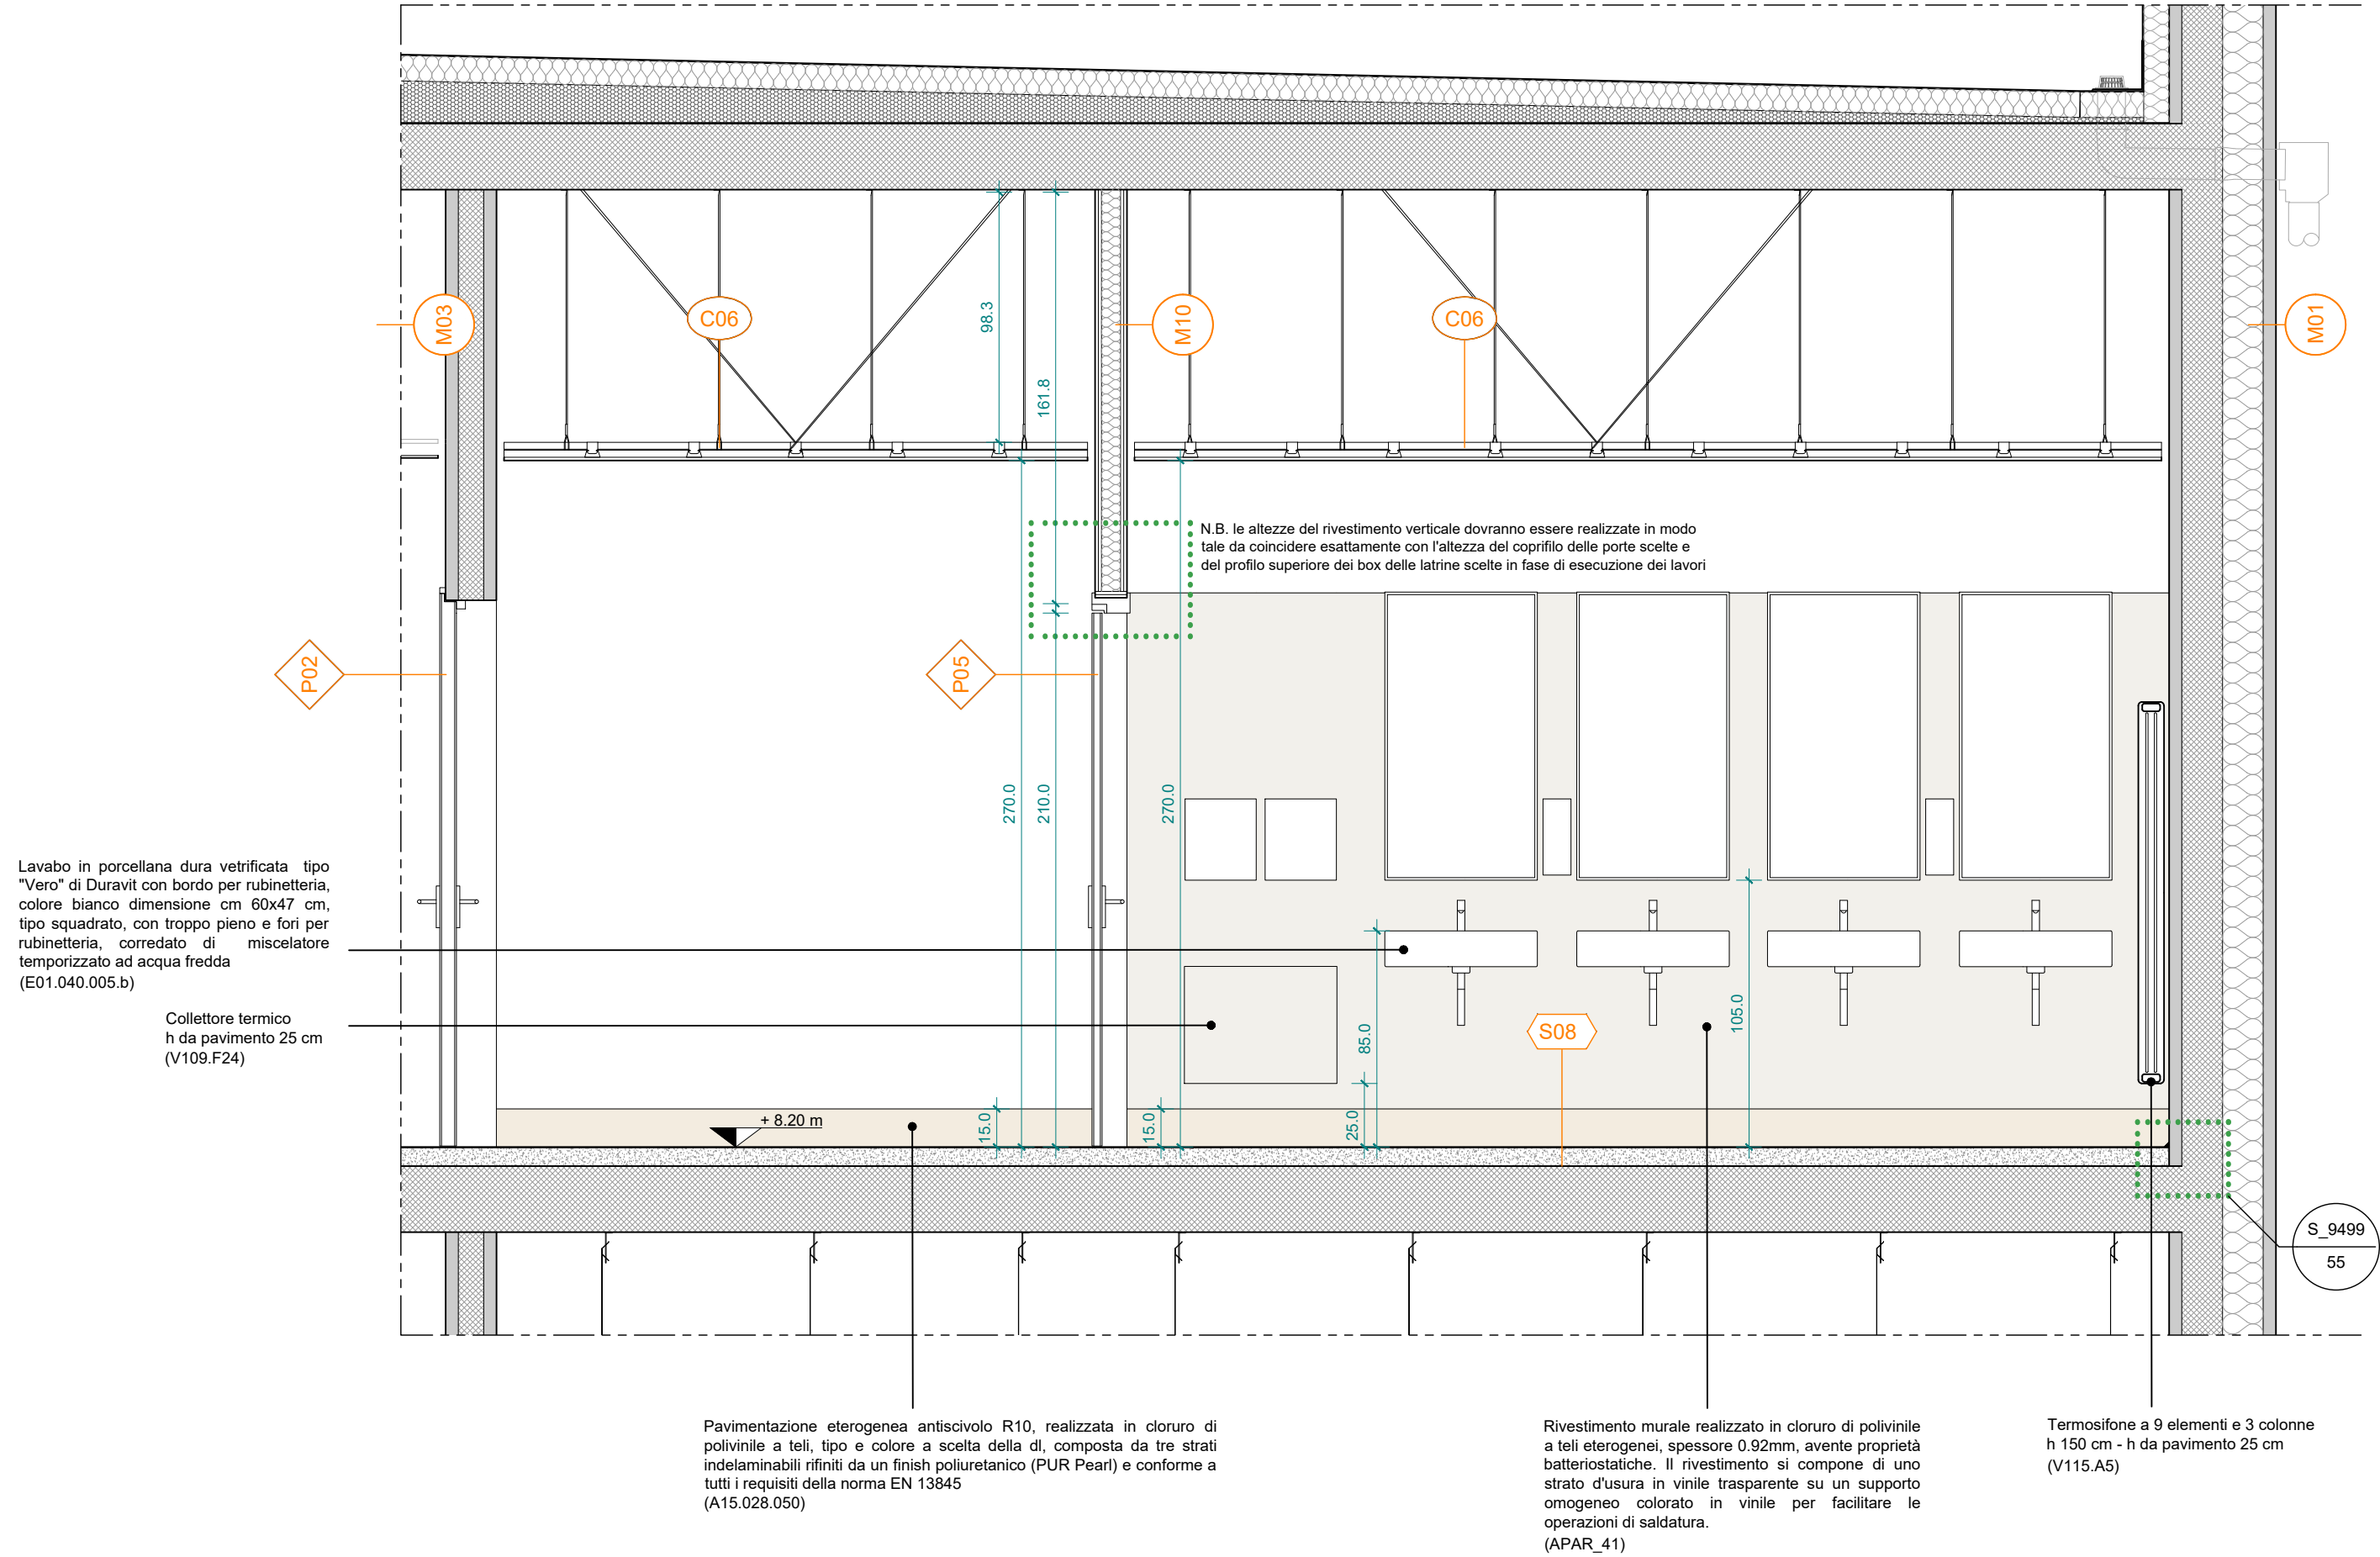 M03
C06
98.3
161.8
M10
C06
M01
N.B. le altezze del rivestimento verticale dovranno essere realizzate in modo
tale da coincidere esattamente con l'altezza del coprifilo delle porte scelte e
del profilo superiore dei box delle latrine scelte in fase di esecuzione dei lavori
P02
P05
270.0
210.0
270.0
Lavabo in porcellana dura vetrificata tipo
"Vero" di Duravit con bordo per rubinetteria,
colore bianco dimensione cm 60x47 cm,
tipo squadrato, con troppo pieno e fori per
rubinetteria, corredato di miscelatore
temporizzato ad acqua fredda
(E01.040.005.b)
Collettore termico
h da pavimento 25 cm
(V109.F24)
85.0
S08
105.0
+ 8.20 m
15.0
15.0
25.0
S_9499
55
Pavimentazione eterogenea antiscivolo R10, realizzata in cloruro di
polivinile a teli, tipo e colore a scelta della dl, composta da tre strati
indelaminabili rifiniti da un finish poliuretanico (PUR Pearl) e conforme a
tutti i requisiti della norma EN 13845
(A15.028.050)
Rivestimento murale realizzato in cloruro di polivinile
a teli eterogenei, spessore 0.92mm, avente proprietà
batteriostatiche. Il rivestimento si compone di uno
strato d'usura in vinile trasparente su un supporto
omogeneo colorato in vinile per facilitare le
operazioni di saldatura.
(APAR_41)
Termosifone a 9 elementi e 3 colonne
h 150 cm - h da pavimento 25 cm
(V115.A5)